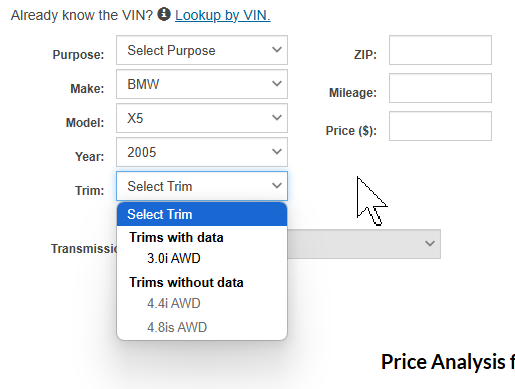 Already know the VIN? Lookup by VIN.
Purpose: Select Purpose
ZIP:
Make: BMW
Mileage:
Model: X5
Price ($):
Year: 2005
Trim: Select Trim
Select Trim
Trims with data
3.0i AWD
Trims without data
4.4i AWD
4.8is AWD
Price Analysis